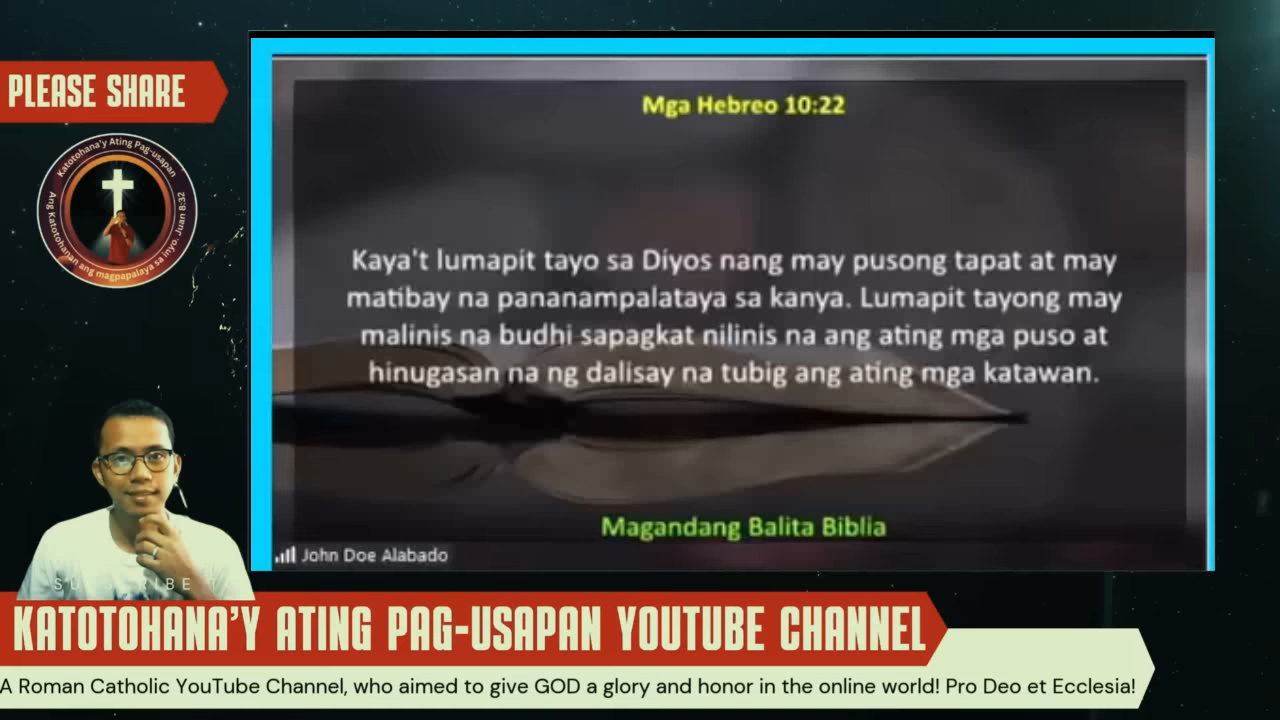 PLEASE SHARE
Katotohana'y Ating Pag-usapan
Ang Katotohanan ang magpapalaya sa inyo. Juan 8:32
Mga Hebreo 10:22
Kaya't lumapit tayo sa Diyos nang may pusong tapat at may
matibay na pananampalataya sa kanya. Lumapit tayong may
malinis na budhi sapagkat nilinis na ang ating mga puso at
hinugasan na ng dalisay na tubig ang ating mga katawan.
Magandang Balita Biblia
John Doe Alabado
KATOTOHANA'Y ATING PAG-USAPAN YOUTUBE CHANNEL
A Roman Catholic YouTube Channel, who aimed to give GOD a glory and honor in the online world! Pro Deo et Ecclesia!